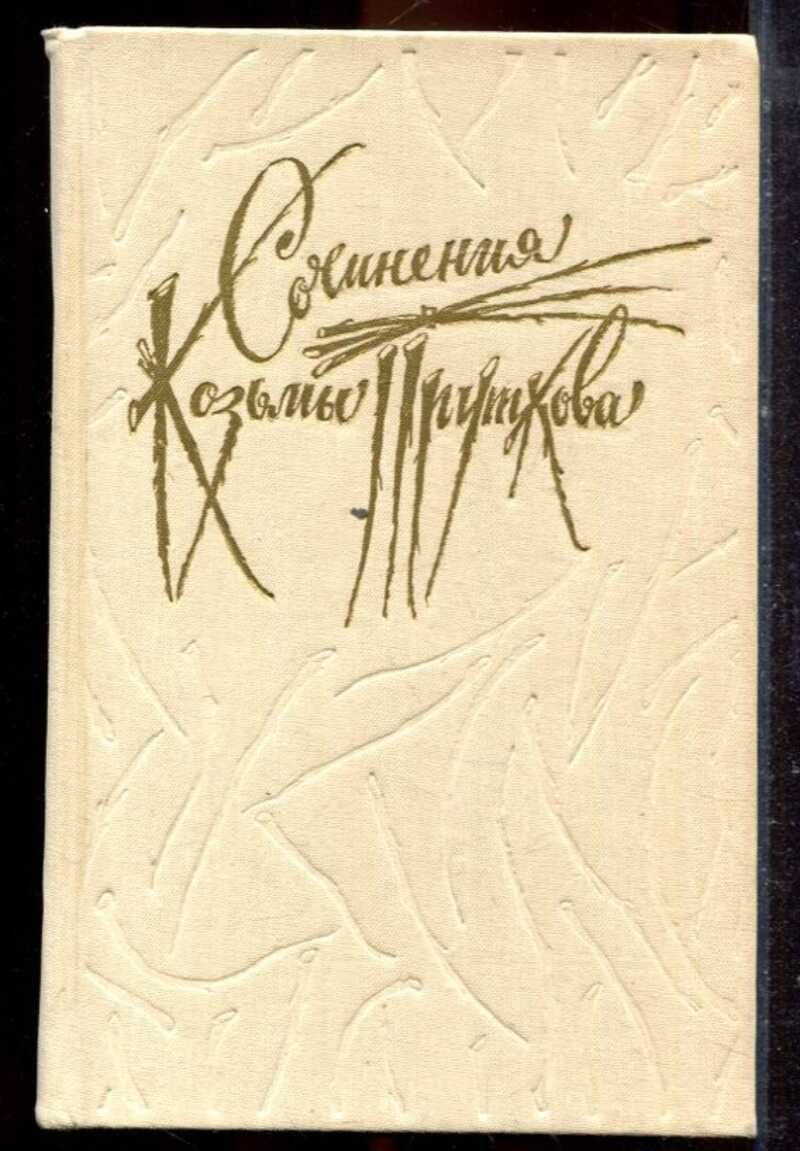 Сочинения
Козьмы Пруткова